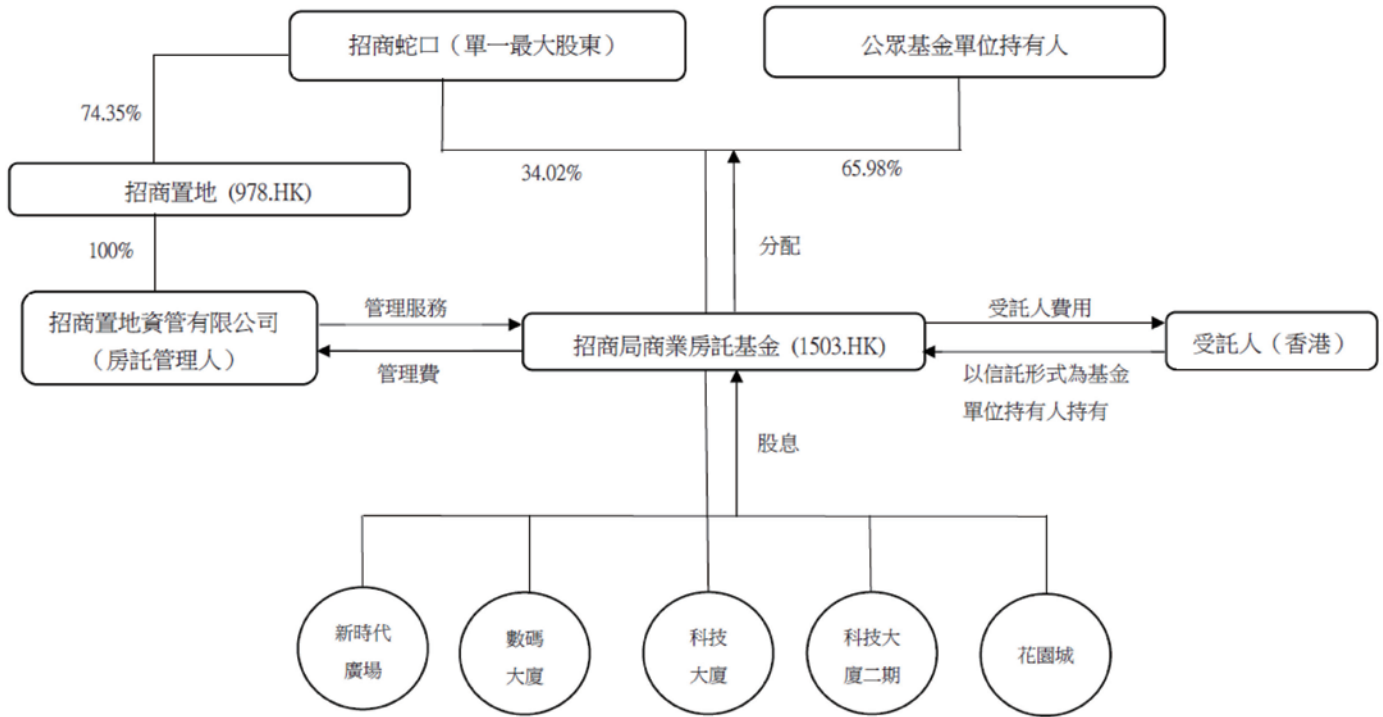 招商蛇口（單一最大股東）
公眾基金單位持有人
74.35%
34.02%
65.98%
招商置地 (978.HK)
100%
分配
招商置地資管有限公司
（房託管理人）
管理服務
管理費
招商局商業房託基金 (1503.HK)
受託人費用
以信託形式為基金
單位持有人持有
受託人（香港）
股息
新時代
廣場
數碼
大廈
科技
大廈
科技大
廈二期
花園城